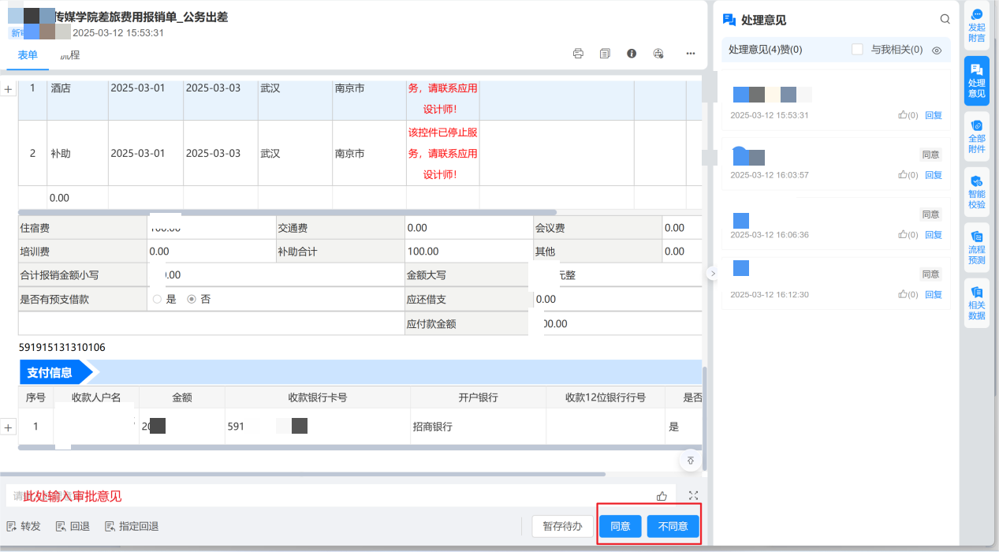 传媒学院差旅费用报销单_公务出差
2025-03-12 15:53:31
表单
程
1 酒店 2025-03-01 2025-03-03 武汉 南京市 务，请联系应用设计师！
2 补助 2025-03-01 2025-03-03 武汉 南京市 该控件已停止服务，请联系应用设计师！
0.00
住宿费 交通费 0.00 会议费 0.00
培训费 0.00 补助合计 100.00 其他 0.00
合计报销金额小写 0.00 金额大写 元整
是否有预支借款 是 否 应还借支 0.00
应付款金额 00.00
591915131310106
支付信息
序号 收款人户名 金额 收款银行卡号 开户银行 收款12位银行行号 是否
1 20 591 招商银行 是
此处输入审批意见
转发 回退 指定回退 暂存待办 同意 不同意
处理意见
处理意见(4)赞(0) 与我相关(0)
2025-03-12 15:53:31 (0) 回复
同意
2025-03-12 16:03:57 (0) 回复
同意
2025-03-12 16:06:36 (0) 回复
同意
2025-03-12 16:12:30 (0) 回复
发起
附言
处理
意见
全部
附件
智能
校验
流程
预测
相关
数据